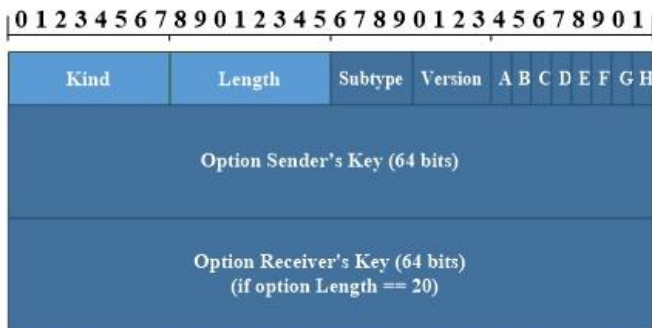 0 1 2 3 4 5 6 7 8 9 0 1 2 3 4 5 6 7 8 9 0 1 2 3 4 5 6 7 8 9 0 1
Kind Length Subtype Version A B C D E F G H
Option Sender's Key (64 bits)
Option Receiver's Key (64 bits)
(if option Length == 20)